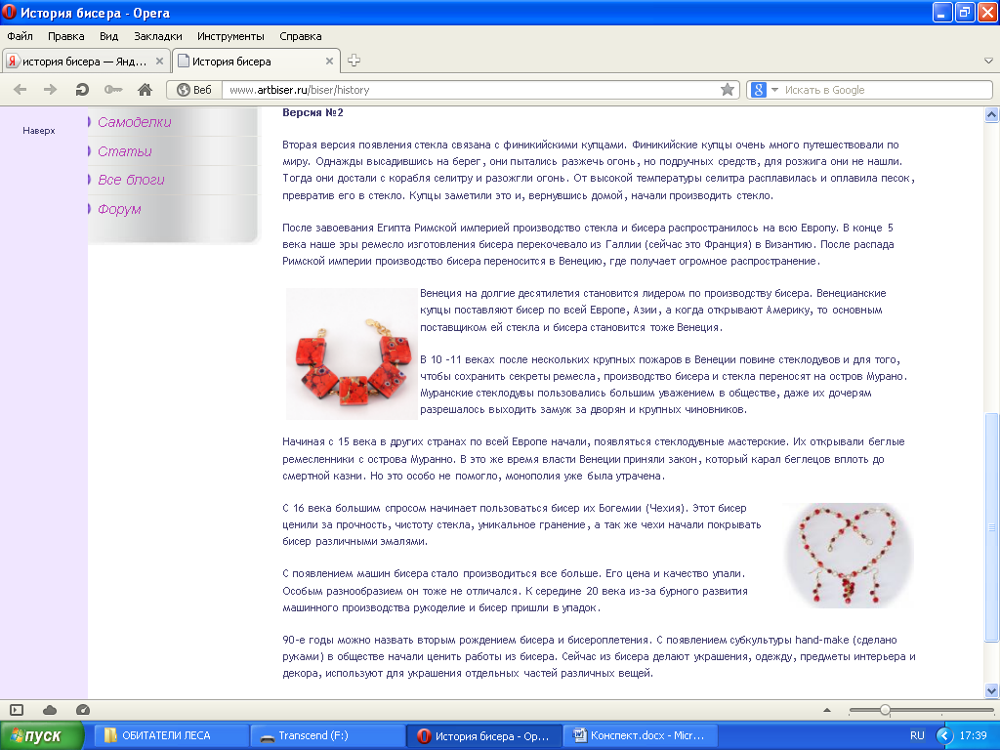 История бисера - Opera
Файл Правка Вид Закладки Инструменты Справка
история бисера — Янд...
История бисера
Веб
www.artbiser.ru/biser/history
Искать в Google
Наверх
Самоделки
Статьи
Все блоги
Форум
Версия №2
Вторая версия появления стекла связана с финикийскими купцами. Финикийские купцы очень много путешествовали по
миру. Однажды высадившись на берег, они пытались разжечь огонь, но подручных средств, для розжига они не нашли.
Тогда они достали с корабля селитру и разожгли огонь. От высокой температуры селитра расплавилась и оплавила песок,
превратив его в стекло. Купцы заметили это и, вернувшись домой, начали производить стекло.
После завоевания Египта Римской империей производство стекла и бисера распространилось на всю Европу. В конце 5
века наше эры ремесло изготовления бисера перекочевало из Галлии (сейчас это Франция) в Византию. После распада
Римской империи производство бисера переносится в Венецию, где получает огромное распространение.
Венеция на долгие десятилетия становится лидером по производству бисера. Венецианские
купцы поставляют бисер по всей Европе, Азии, а когда открывают Америку, то основным
поставщиком ей стекла и бисера становится тоже Венеция.
В 10 -11 веках после нескольких крупных пожаров в Венеции повине стеклодувов и для того,
чтобы сохранить секреты ремесла, производство бисера и стекла переносят на остров Мурано.
Муранские стеклодувы пользовались большим уважением в обществе, даже их дочерям
разрешалось выходить замуж за дворян и крупных чиновников.
Начиная с 15 века в других странах по всей Европе начали, появляться стеклодувные мастерские. Их открывали беглые
ремесленники с острова Муранно. В это же время власти Венеции приняли закон, который карал беглецов вплоть до
смертной казни. Но это особо не помогло, монополия уже была утрачена.
С 16 века большим спросом начинает пользоваться бисер их Богемии (Чехия). Этот бисер
ценили за прочность, чистоту стекла, уникальное гранение, а так же чехи начали покрывать
бисер различными эмалями.
С появлением машин бисера стало производиться все больше. Его цена и качество упали.
Особым разнообразием он тоже не отличался. К середине 20 века из-за бурного развития
машинного производства рукоделие и бисер пришли в упадок.
90-е годы можно назвать вторым рождением бисера и бисероплетения. С появлением субкультуры hand-make (сделано
руками) в обществе начали ценить работы из бисера. Сейчас из бисера делают украшения, одежду, предметы интерьера и
декора, используют для украшения отдельных частей различных вещей.
пуск
ОБИТАТЕЛИ ЛЕСА
Transcend (F:)
История бисера - Op...
Конспект.docx - Micr...
RU
17:39